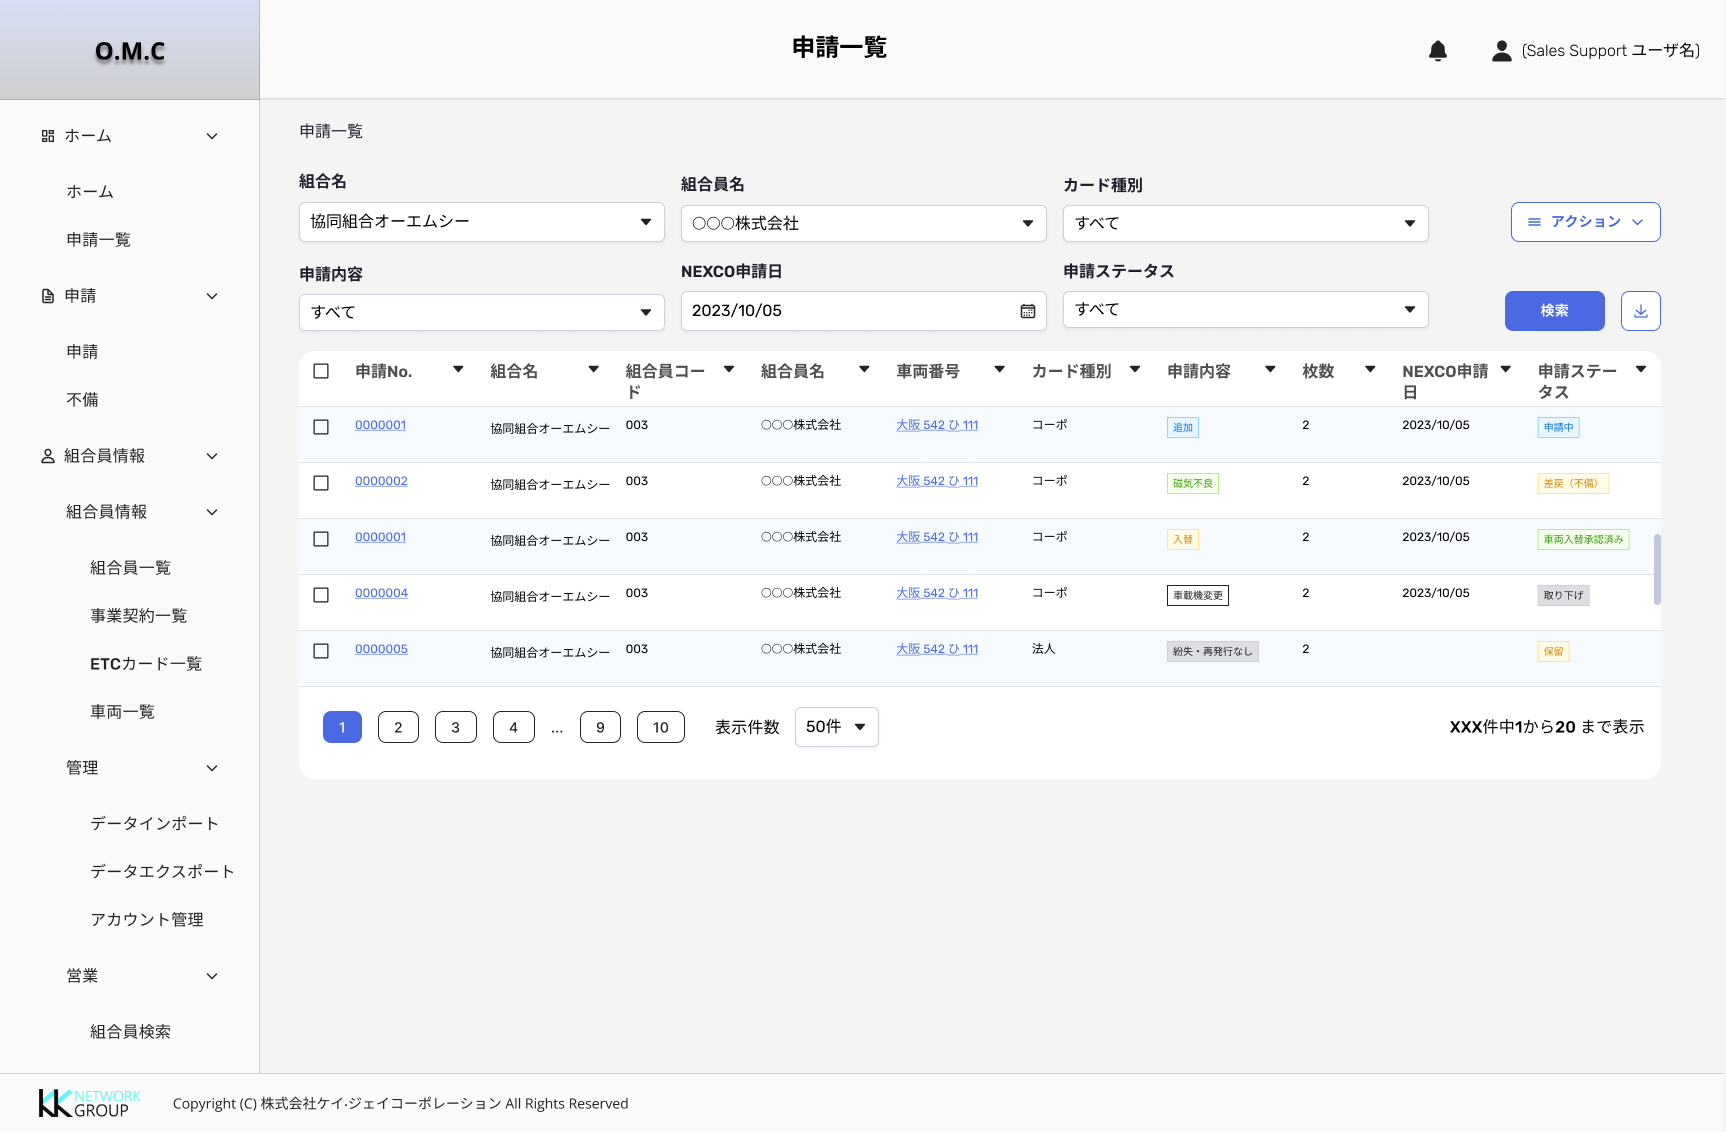 O.M.C
申請一覧
(Sales Support ユーザ名)
ホーム
ホーム
申請一覧
申請
申請
不備
組合員情報
組合員情報
組合員一覧
事業契約一覧
ETCカード一覧
車両一覧
管理
データインポート
データエクスポート
アカウント管理
営業
組合員検索
申請一覧
組合名
協同組合オーエムシー
組合員名
〇〇〇株式会社
カード種別
すべて
アクション
申請内容
すべて
NEXCO申請日
2023/10/05
申請ステータス
すべて
検索
申請No. 組合名 組合員コード 組合員名 車両番号 カード種別 申請内容 枚数 NEXCO申請日 申請ステータス
0000001 協同組合オーエムシー 003 〇〇〇株式会社 大阪 542 ひ 111 コーポ 追加 2 2023/10/05 申請中
0000002 協同組合オーエムシー 003 〇〇〇株式会社 大阪 542 ひ 111 コーポ 磁気不良 2 2023/10/05 差戻（不備）
0000001 協同組合オーエムシー 003 〇〇〇株式会社 大阪 542 ひ 111 コーポ 入替 2 2023/10/05 車両入替承認済み
0000004 協同組合オーエムシー 003 〇〇〇株式会社 大阪 542 ひ 111 コーポ 車載機変更 2 2023/10/05 取り下げ
0000005 協同組合オーエムシー 003 〇〇〇株式会社 大阪 542 ひ 111 法人 紛失・再発行なし 2 保留
1 2 3 4 ... 9 10 表示件数 50件 XXX件中1から20 まで表示
KK NETWORK GROUP
Copyright (C) 株式会社ケイ·ジェイコーポレーション All Rights Reserved